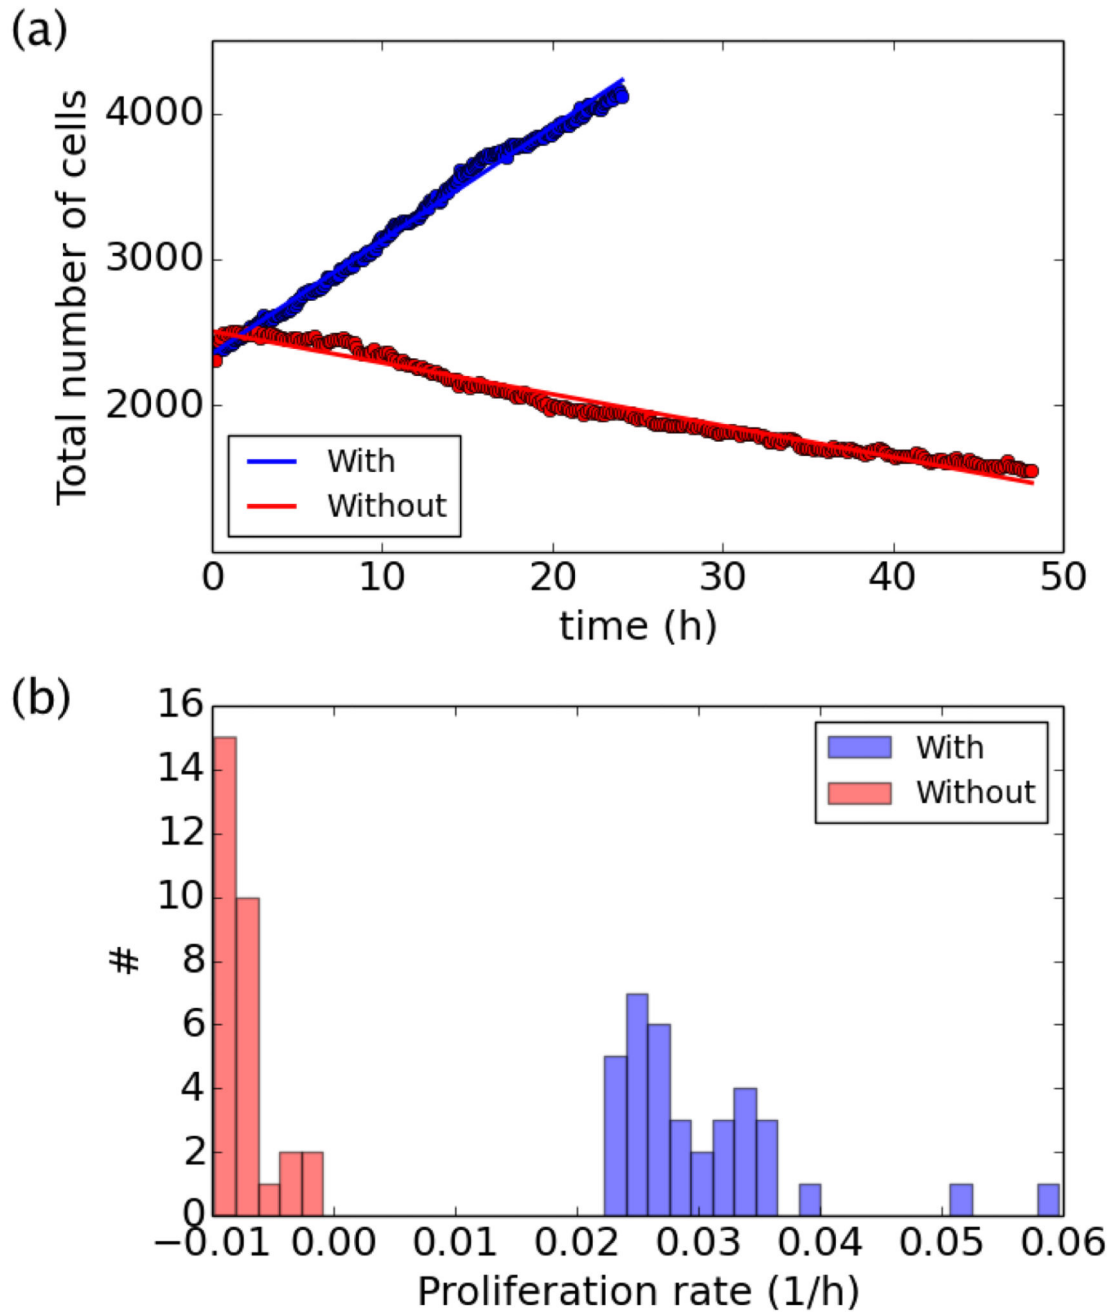 (a)
Total number of cells
4000
3000
2000
With
Without
0 10 20 30 40 50
time (h)
(b)
#
16
14
12
10
8
6
4
2
0
With
Without
−0.01 0.00 0.01 0.02 0.03 0.04 0.05 0.06
Proliferation rate (1/h)